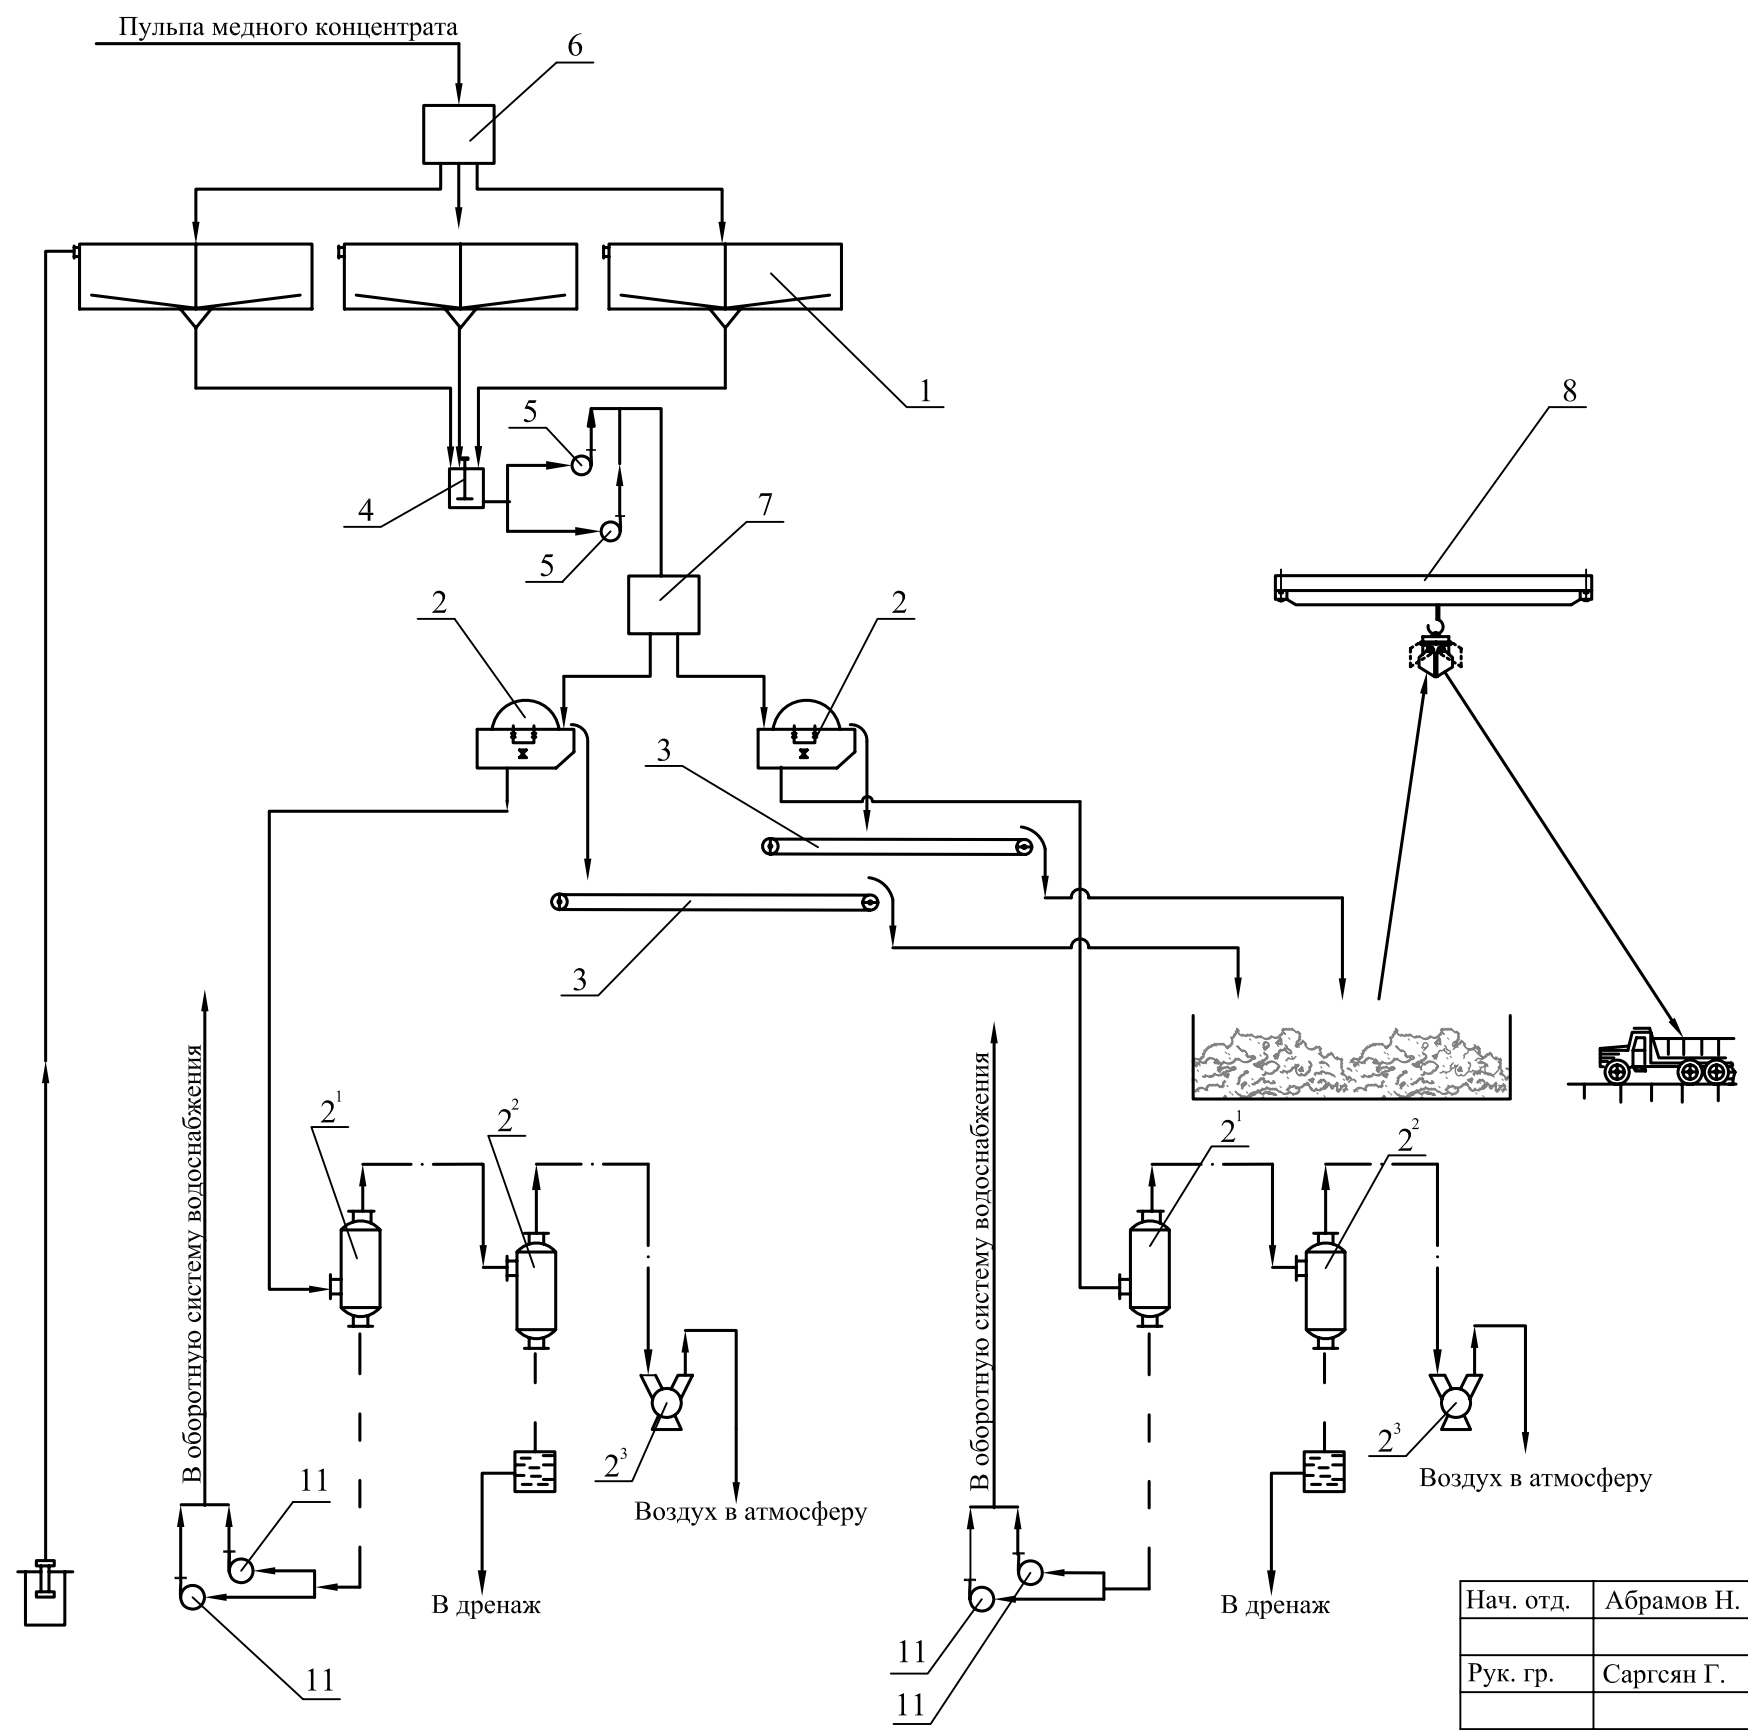 Пульпа медного концентрата
6
1
8
5
4
7
5
2
2
3
3
В оборотную систему водоснабжения
В оборотную систему водоснабжения
2¹
2²
2¹
2²
2³
2³
Воздух в атмосферу
Воздух в атмосферу
11
11
В дренаж
В дренаж
11
11
Нач. отд. Абрамов Н.
Рук. гр. Саргсян Г.